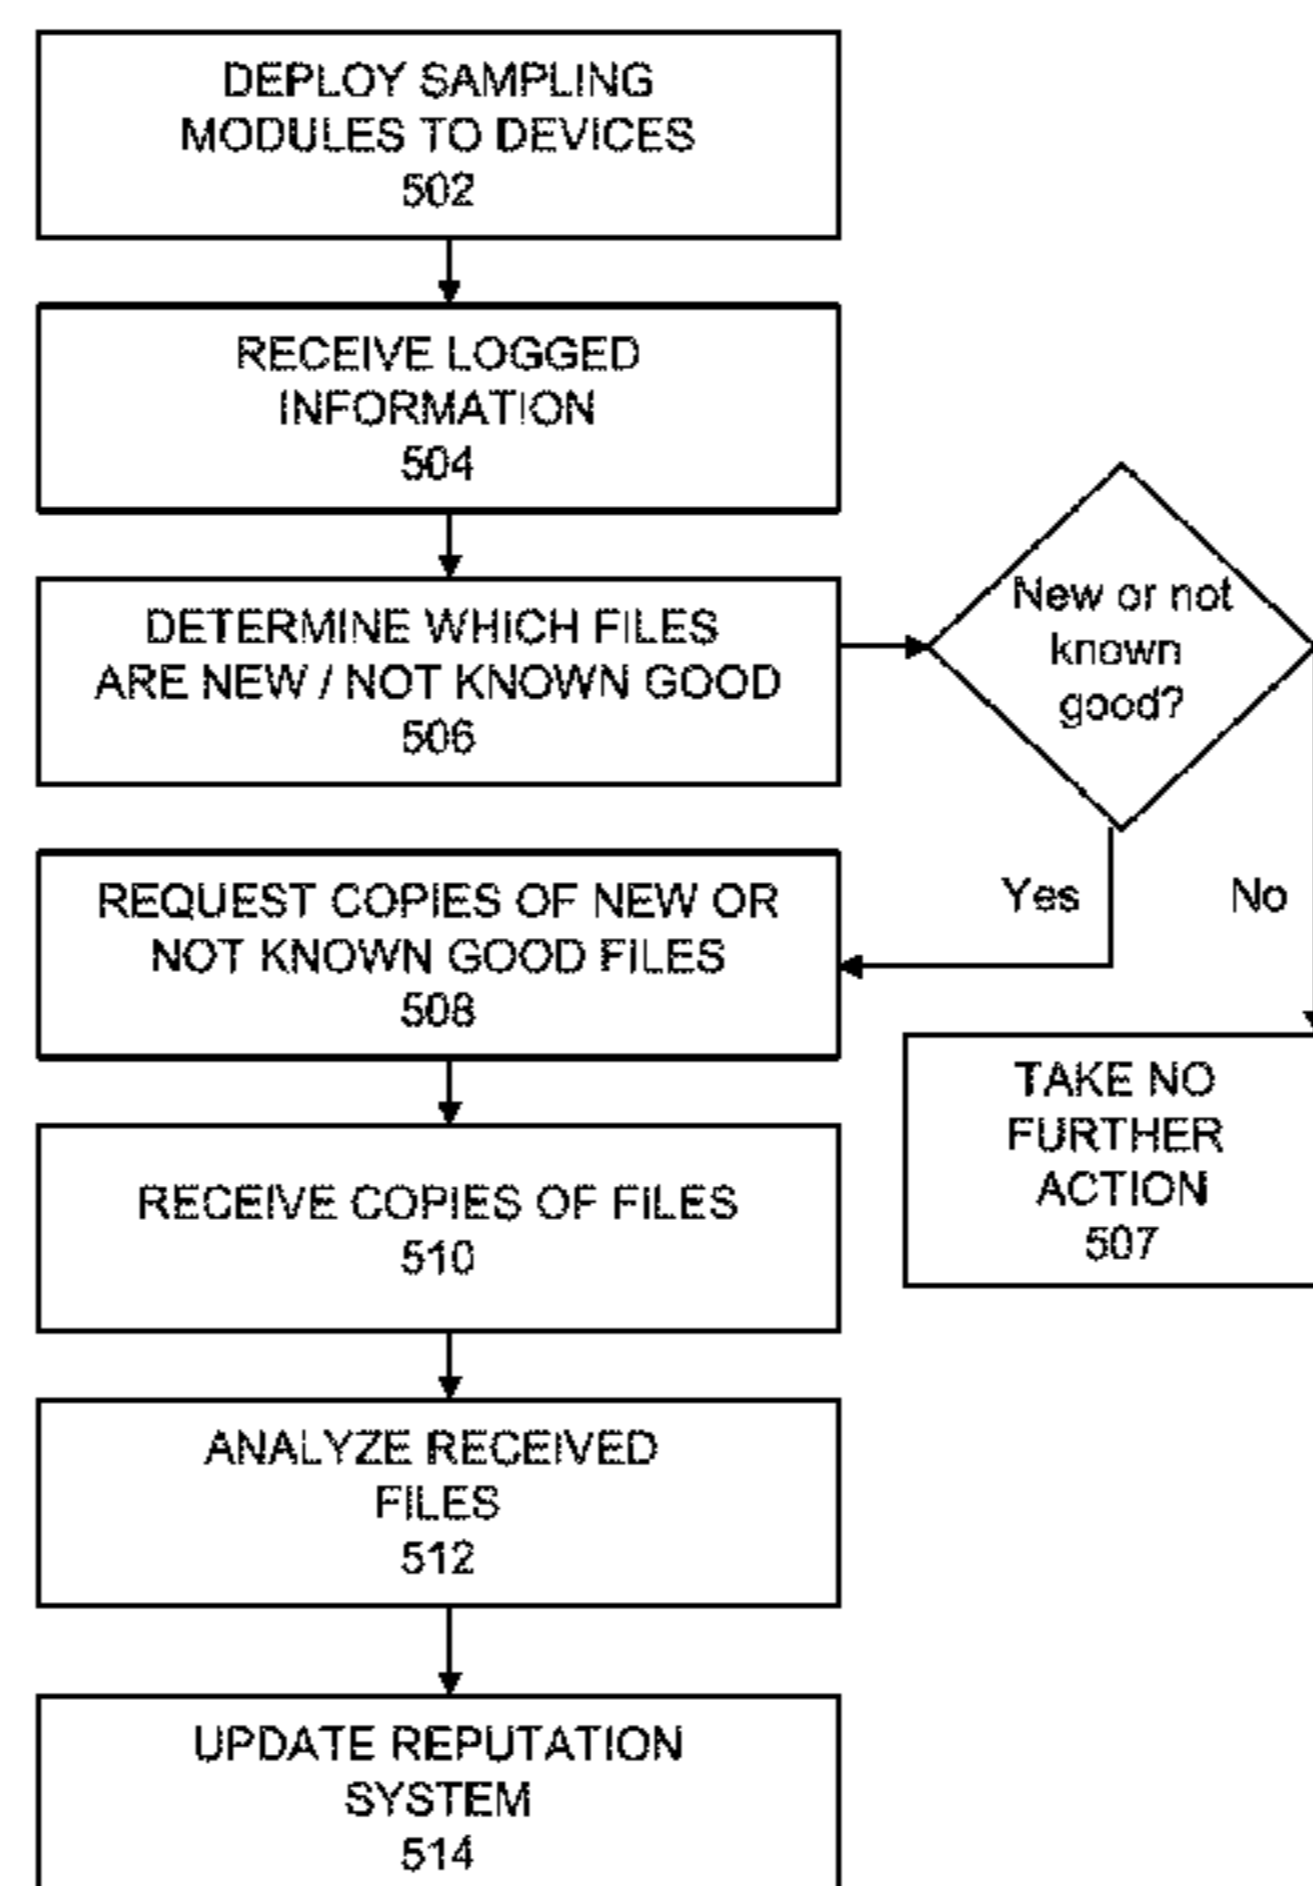 DEPLOY SAMPLING
MODULES TO DEVICES
502
RECEIVE LOGGED
INFORMATION
504
DETERMINE WHICH FILES
ARE NEW / NOT KNOWN GOOD
506
New or not
known
good?
Yes
No
REQUEST COPIES OF NEW OR
NOT KNOWN GOOD FILES
508
TAKE NO
FURTHER
ACTION
507
RECEIVE COPIES OF FILES
510
ANALYZE RECEIVED
FILES
512
UPDATE REPUTATION
SYSTEM
514